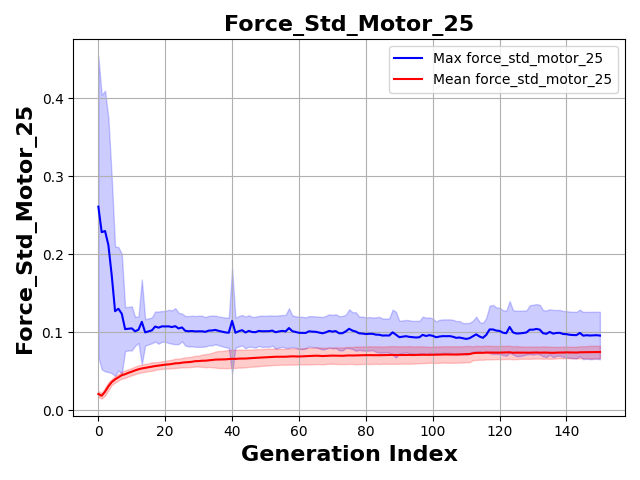 Force_Std_Motor_25
Max force_std_motor_25
Mean force_std_motor_25
Force_Std_Motor_25
0.4
0.3
0.2
0.1
0.0
0 20 40 60 80 100 120 140
Generation Index